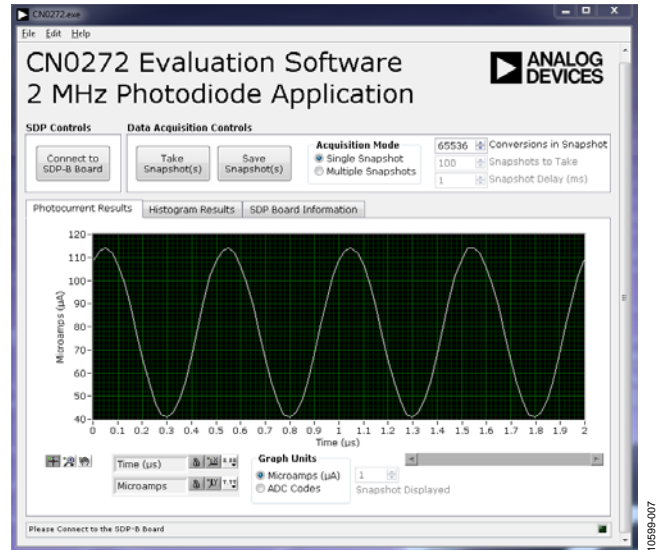 CN0272.exe
File Edit Help
CN0272 Evaluation Software
2 MHz Photodiode Application
ANALOG
DEVICES
SDP Controls
Connect to
SDP-B Board
Data Acquisition Controls
Take
Snapshot(s)
Save
Snapshot(s)
Acquisition Mode
Single Snapshot
Multiple Snapshots
65536 Conversions in Snapshot
100 Snapshots to Take
1 Snapshot Delay (ms)
Photocurrent Results Histogram Results SDP Board Information
Microamps (µA)
120
110
100
90
80
70
60
50
40
0 0.1 0.2 0.3 0.4 0.5 0.6 0.7 0.8 0.9 1 1.1 1.2 1.3 1.4 1.5 1.6 1.7 1.8 1.9 2
Time (µs)
Time (µs)
Microamps
Graph Units
Microamps (µA)
ADC Codes
1
Snapshot Displayed
Please Connect to the SDP-B Board
10599-007